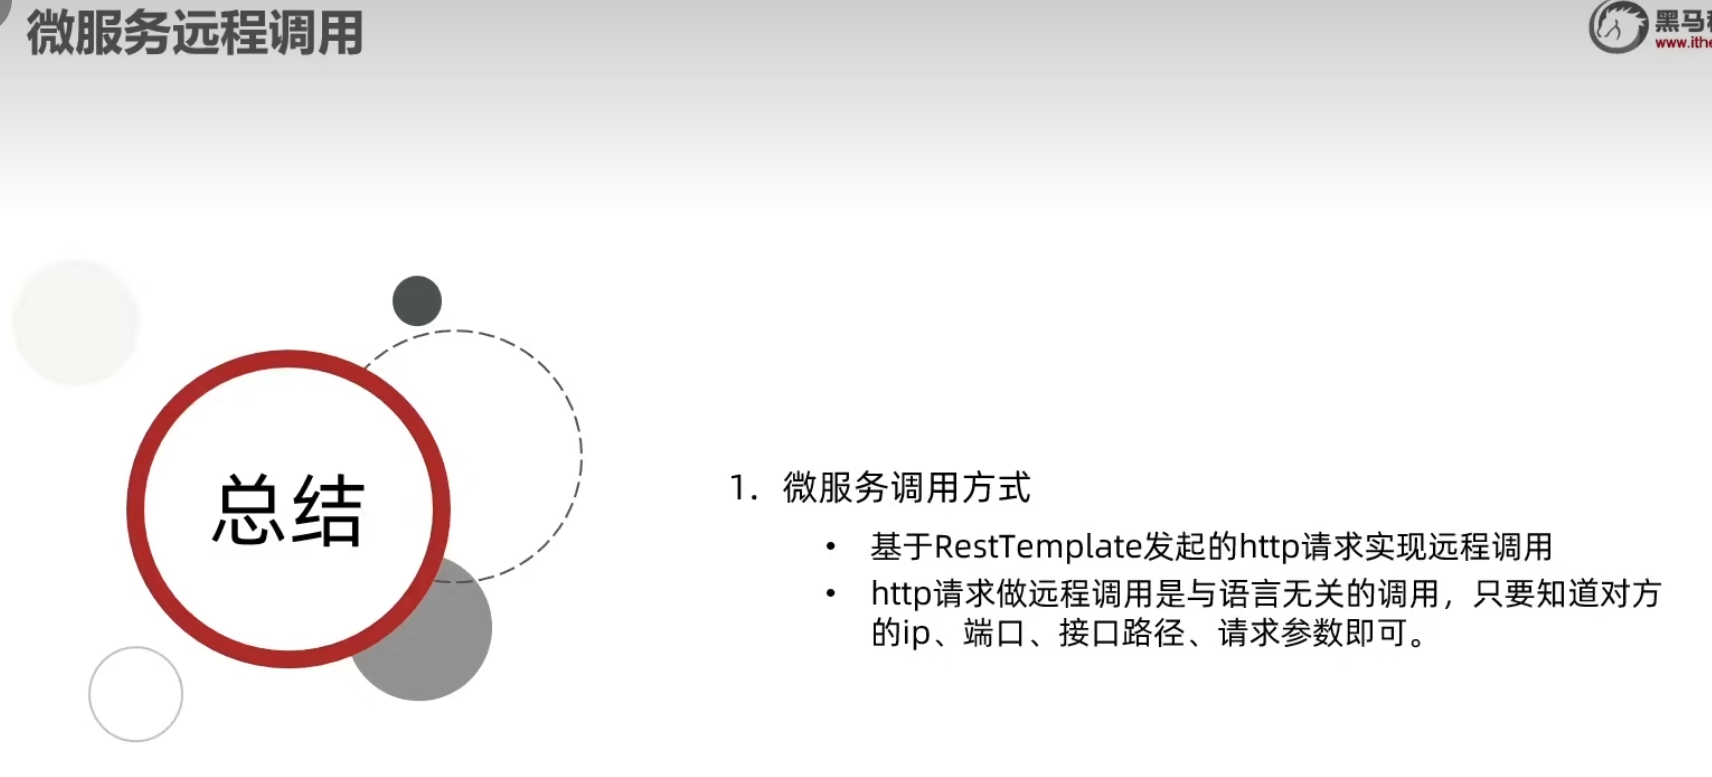 微服务远程调用
黑马
www.ithe
总结
1. 微服务调用方式
• 基于RestTemplate发起的http请求实现远程调用
• http请求做远程调用是与语言无关的调用，只要知道对方
的ip、端口、接口路径、请求参数即可。